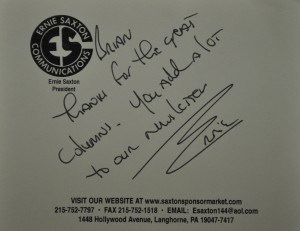 ERNIE SAXTON
ES
COMMUNICATIONS
Ernie Saxton
President
Brian
Thanks for the great
columns. You add a lot
to our newsletter
Ernie
VISIT OUR WEBSITE AT www.saxtonsponsormarket.com
215-752-7797 • FAX 215-752-1518 • EMAIL: Esaxton144@aol.com
1448 Hollywood Avenue, Langhorne, PA 19047-7417